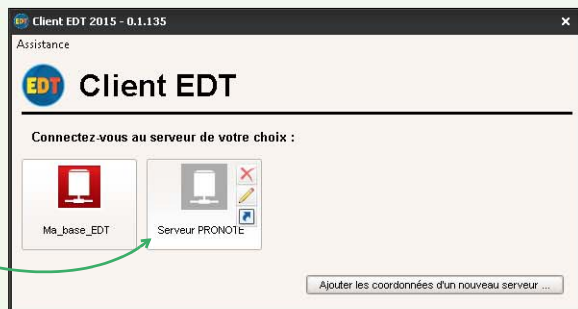 Client EDT 2015 - 0.1.135
Assistance
EDT Client EDT
Connectez-vous au serveur de votre choix :
Ma_base_EDT Serveur PRONOTE
Ajouter les coordonnées d'un nouveau serveur ...